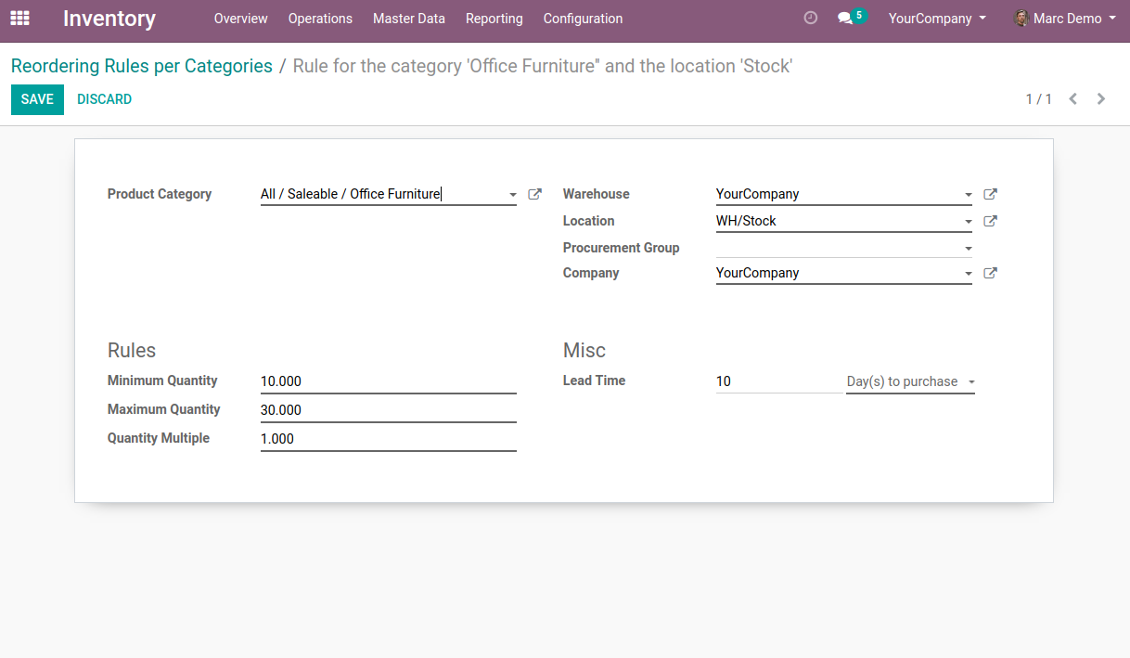 Inventory Overview Operations Master Data Reporting Configuration 5 YourCompany Marc Demo
Reordering Rules per Categories / Rule for the category 'Office Furniture" and the location 'Stock'
SAVE DISCARD 1 / 1
Product Category All / Saleable / Office Furniture Warehouse YourCompany
Location WH/Stock
Procurement Group
Company YourCompany
Rules Misc
Minimum Quantity 10.000 Lead Time 10 Day(s) to purchase
Maximum Quantity 30.000
Quantity Multiple 1.000